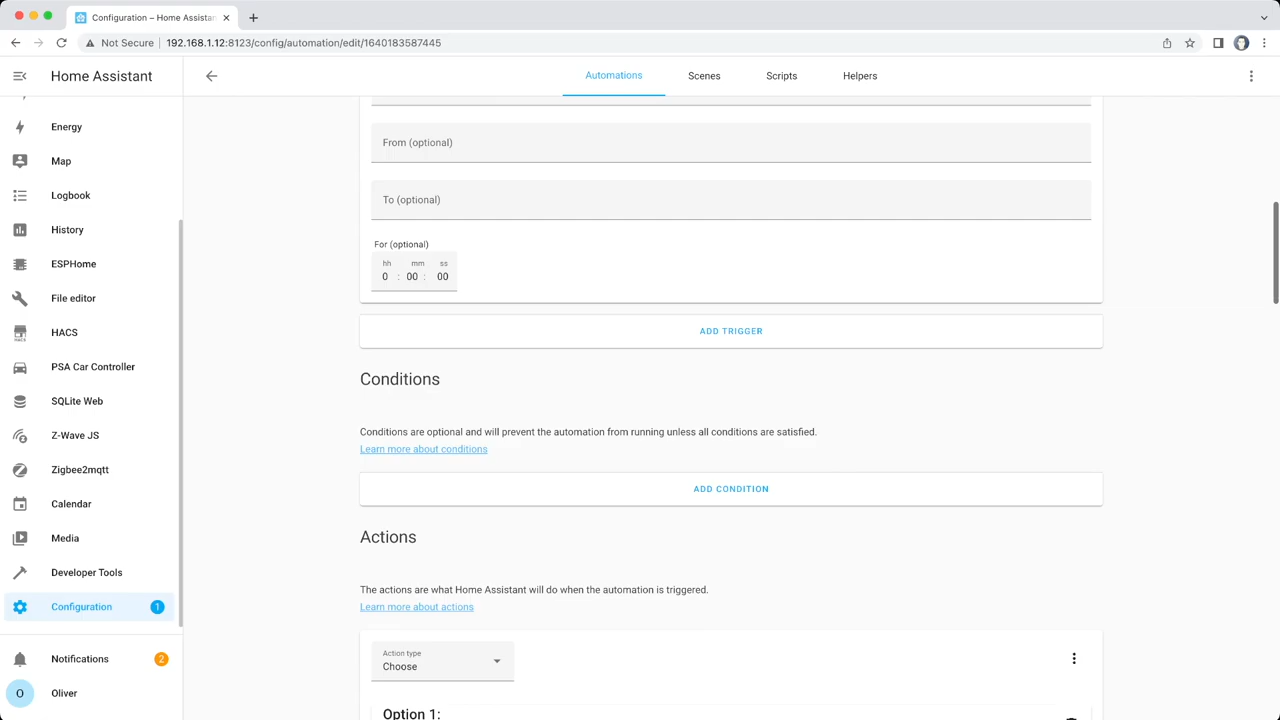 Configuration – Home Assistan
Not Secure
192.168.1.12:8123/config/automation/edit/1640183587445
Home Assistant
Automations
Scenes
Scripts
Helpers
Energy
Map
Logbook
History
ESPHome
File editor
HACS
HACS
PSA Car Controller
SQLite Web
Z-Wave JS
Zigbee2mqtt
Calendar
Media
Developer Tools
Configuration 1
Notifications 2
O Oliver
From (optional)
To (optional)
For (optional)
hh mm ss
0 : 00 : 00
ADD TRIGGER
Conditions
Conditions are optional and will prevent the automation from running unless all conditions are satisfied.
Learn more about conditions
ADD CONDITION
Actions
The actions are what Home Assistant will do when the automation is triggered.
Learn more about actions
Action type
Choose
Option 1: